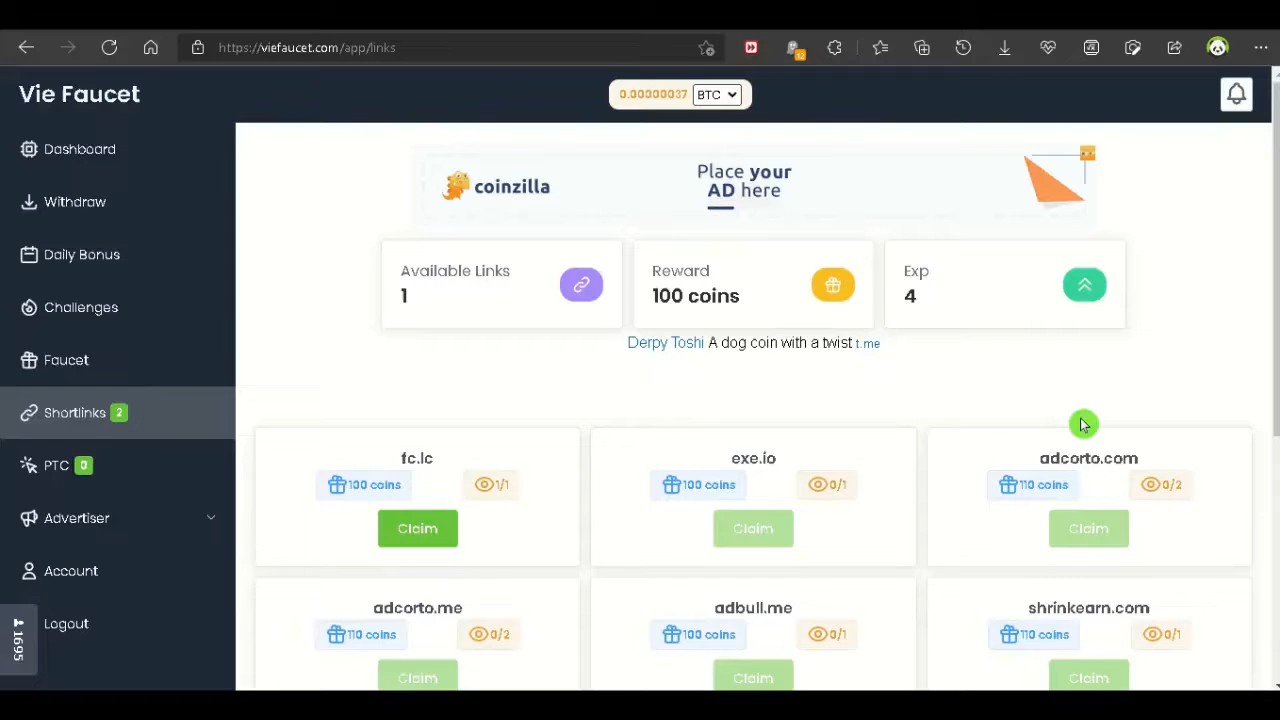 https://viefaucet.com/app/links
12
Vie Faucet
0.00000037 BTC
Dashboard
Withdraw
Daily Bonus
Challenges
Faucet
Shortlinks 2
PTC 0
Advertiser
Account
Logout
1695
coinzilla
Place your
AD here
Available Links
1
Reward
100 coins
Exp
4
Derpy Toshi A dog coin with a twist t.me
fc.lc
100 coins
1/1
Claim
exe.io
100 coins
0/1
Claim
adcorto.com
110 coins
0/2
Claim
adcorto.me
110 coins
0/2
Claim
adbull.me
100 coins
0/1
Claim
shrinkearn.com
110 coins
0/1
Claim